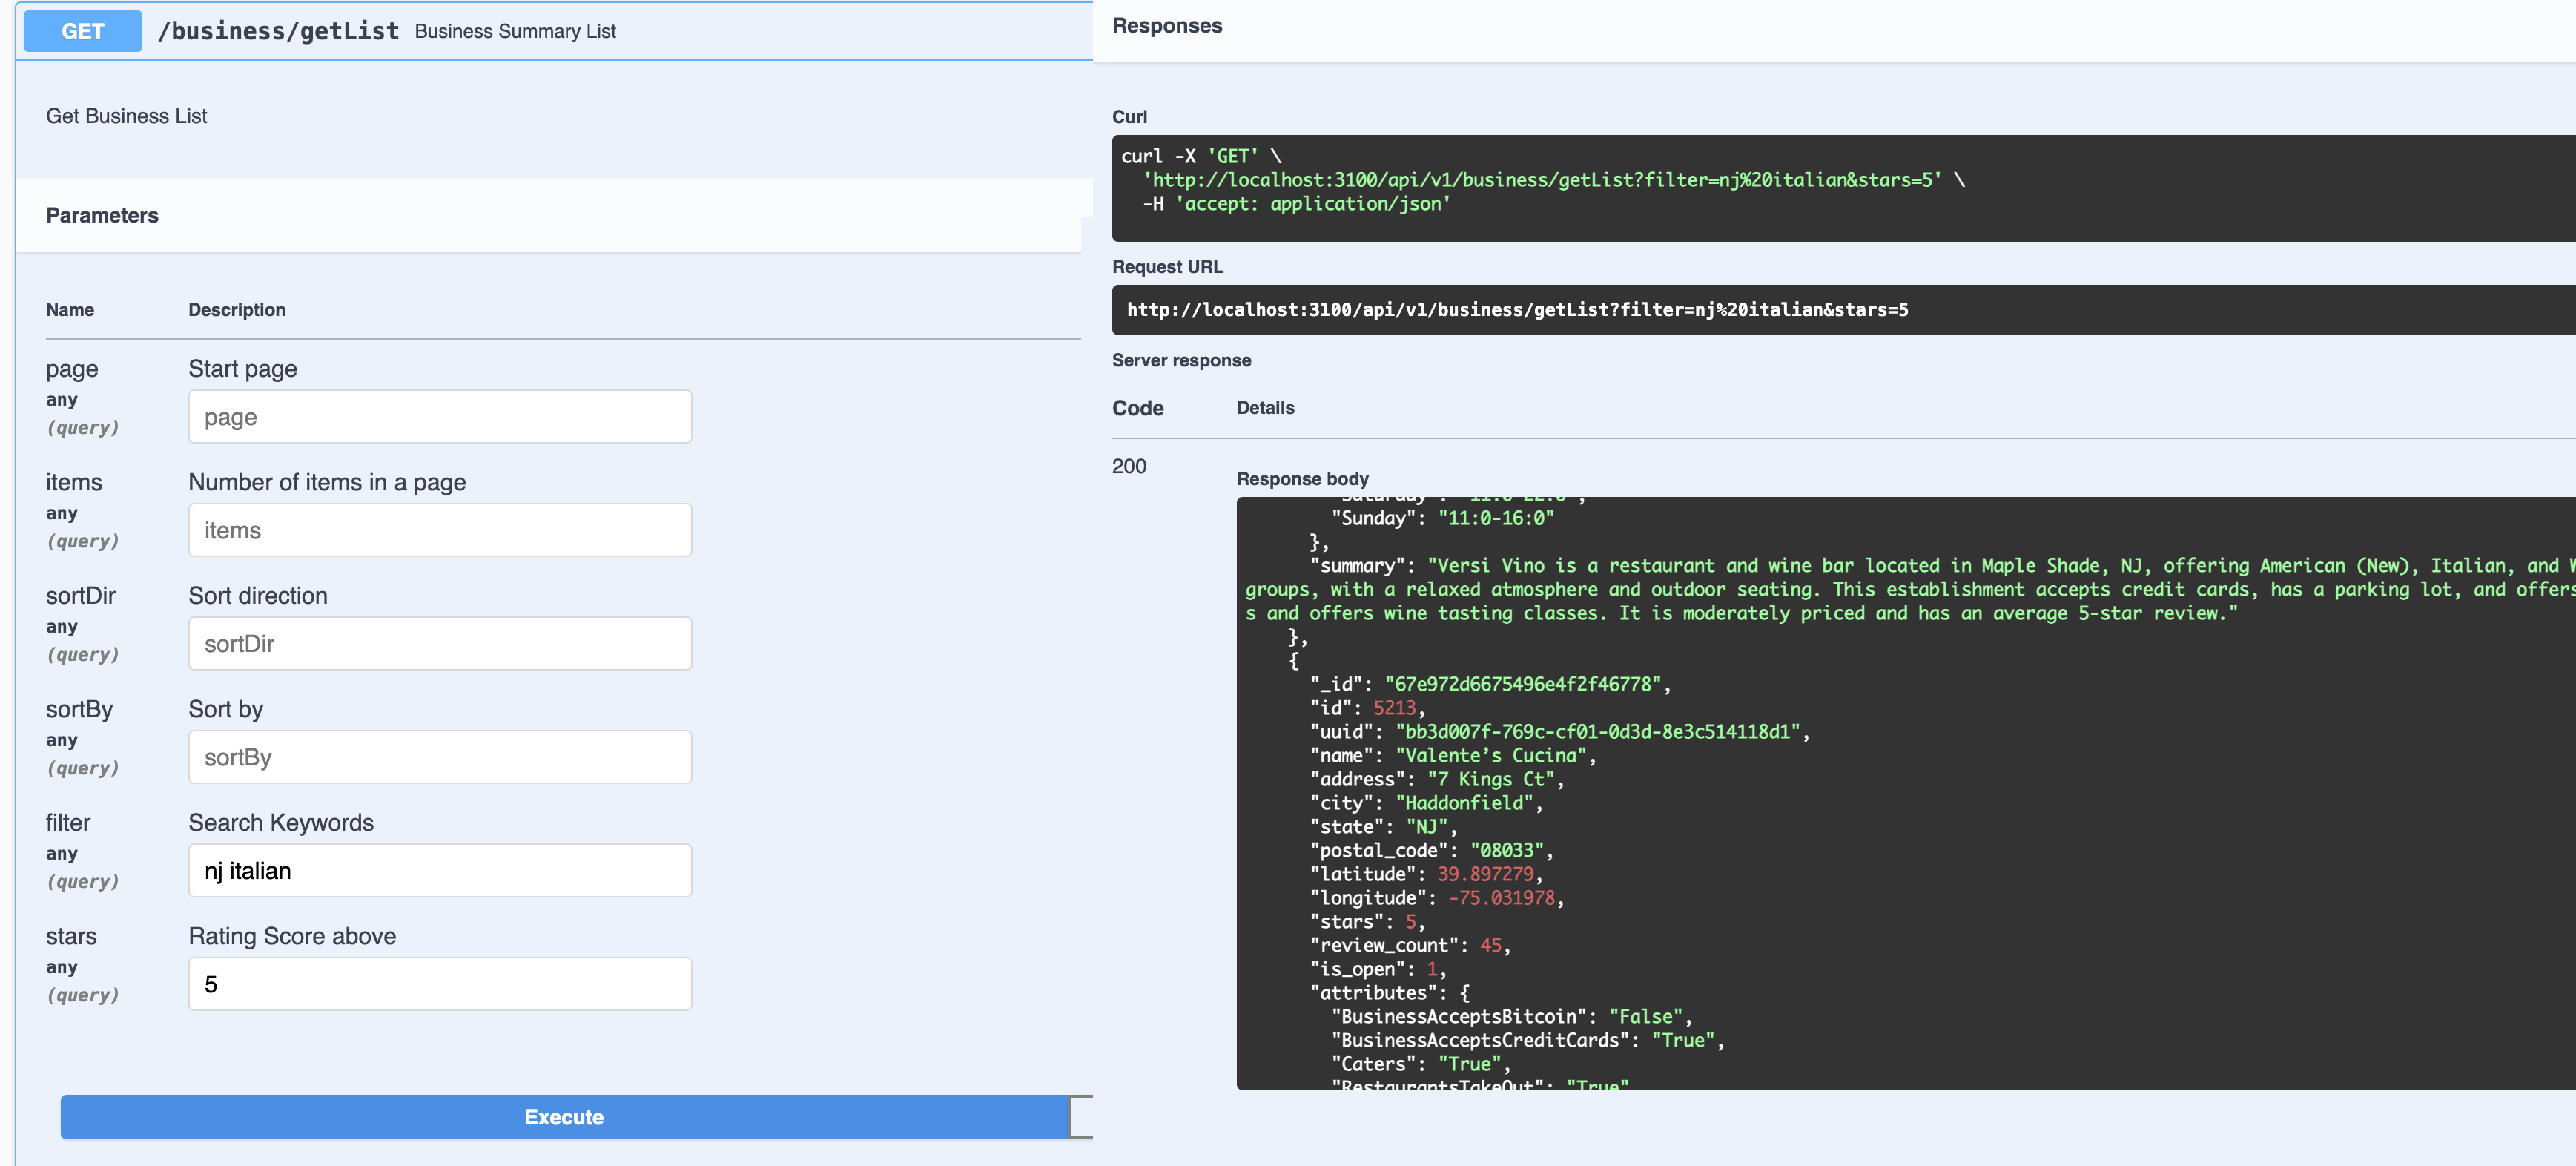 GET /business/getList Business Summary List
Get Business List
Parameters
Name Description
page Start page
any
(query) page
items Number of items in a page
any
(query) items
sortDir Sort direction
any
(query) sortDir
sortBy Sort by
any
(query) sortBy
filter Search Keywords
any
(query) nj italian
stars Rating Score above
any
(query) 5
Execute
Responses
Curl
curl -X 'GET' \
'http://localhost:3100/api/v1/business/getList?filter=nj%20italian&stars=5' \
-H 'accept: application/json'
Request URL
http://localhost:3100/api/v1/business/getList?filter=nj%20italian&stars=5
Server response
Code Details
200
Response body
"Sunday": "11:0-16:0"
},
"summary": "Versi Vino is a restaurant and wine bar located in Maple Shade, NJ, offering American (New), Italian, and
groups, with a relaxed atmosphere and outdoor seating. This establishment accepts credit cards, has a parking lot, and offers
s and offers wine tasting classes. It is moderately priced and has an average 5-star review."
},
{
"_id": "67e972d6675496e4f2f46778",
"id": 5213,
"uuid": "bb3d007f-769c-cf01-0d3d-8e3c514118d1",
"name": "Valente’s Cucina",
"address": "7 Kings Ct",
"city": "Haddonfield",
"state": "NJ",
"postal_code": "08033",
"latitude": 39.897279,
"longitude": -75.031978,
"stars": 5,
"review_count": 45,
"is_open": 1,
"attributes": {
"BusinessAcceptsBitcoin": "False",
"BusinessAcceptsCreditCards": "True",
"Caters": "True",
"RestaurantsTakeOut": "True"